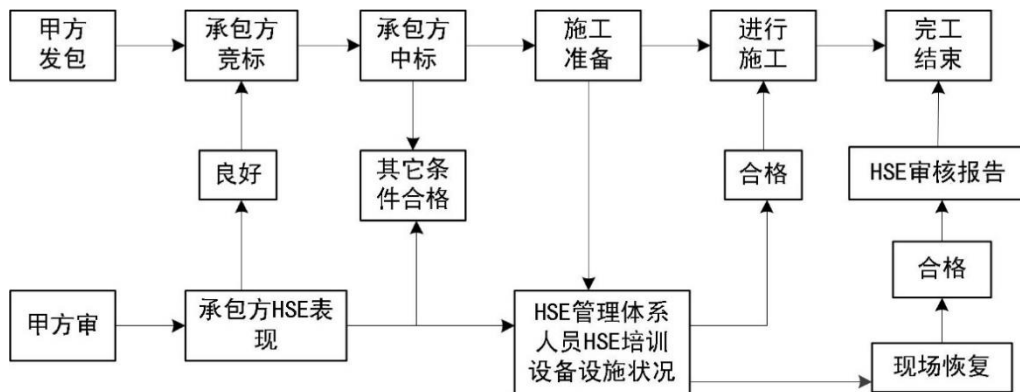 甲方
发包
承包方
竞标
承包方
中标
施工
准备
进行
施工
完工
结束
良好
其它条
件合格
合格
HSE审核报告
合格
甲方审
承包方HSE表
现
HSE管理体系
人员HSE培训
设备设施状况
现场恢复